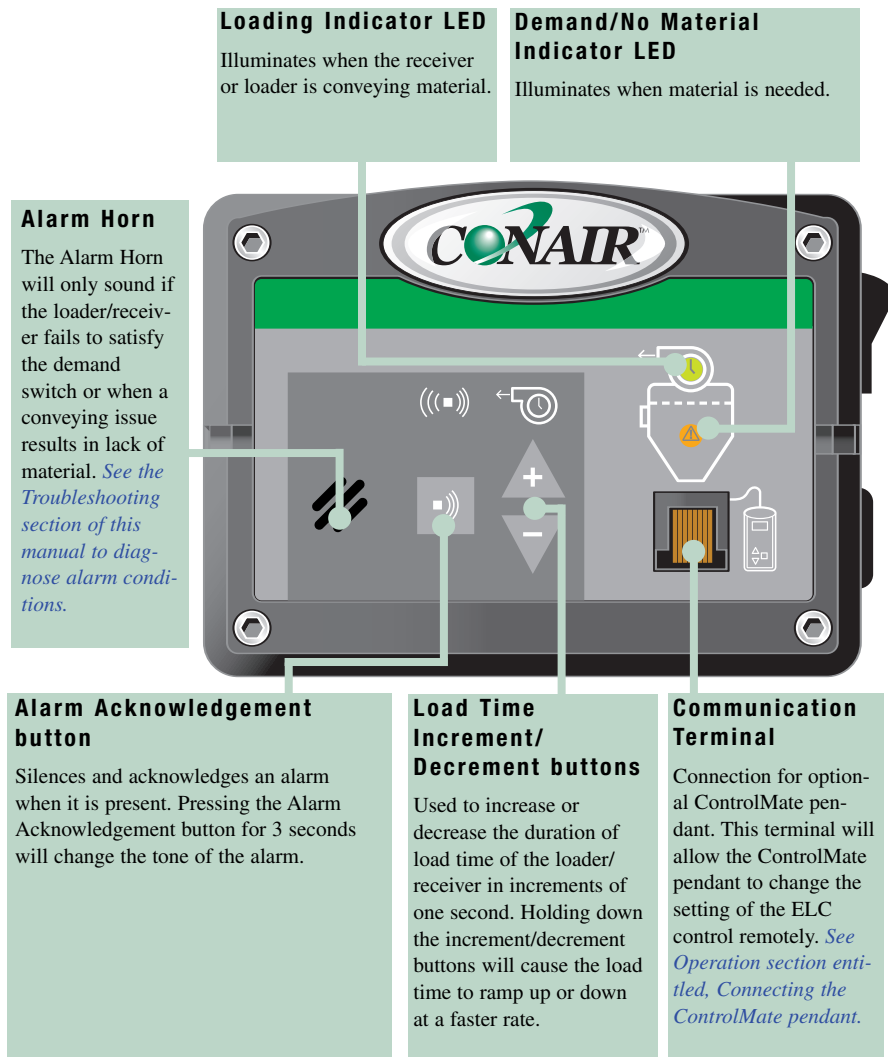 Loading Indicator LED
Illuminates when the receiver
or loader is conveying material.
Demand/No Material
Indicator LED
Illuminates when material is needed.
Alarm Horn
The Alarm Horn
will only sound if
the loader/receiv-
er fails to satisfy
the demand
switch or when a
conveying issue
results in lack of
material. See the
Troubleshooting
section of this
manual to diag-
nose alarm condi-
tions.
CONAIR™
+
−
Alarm Acknowledgement
button
Silences and acknowledges an alarm
when it is present. Pressing the Alarm
Acknowledgement button for 3 seconds
will change the tone of the alarm.
Load Time
Increment/
Decrement buttons
Used to increase or
decrease the duration of
load time of the loader/
receiver in increments of
one second. Holding down
the increment/decrement
buttons will cause the load
time to ramp up or down
at a faster rate.
Communication
Terminal
Connection for option-
al ControlMate pen-
dant. This terminal will
allow the ControlMate
pendant to change the
setting of the ELC
control remotely. See
Operation section enti-
tled, Connecting the
ControlMate pendant.